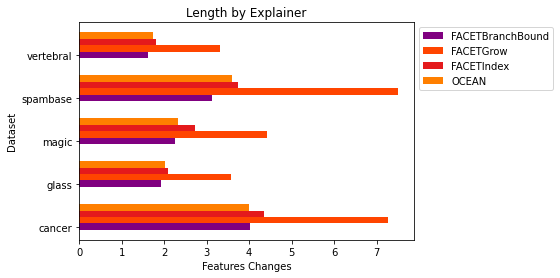 Length by Explainer
FACETBranchBound
FACETGrow
FACETIndex
OCEAN
Dataset
vertebral
spambase
magic
glass
cancer
0 1 2 3 4 5 6 7
Features Changes